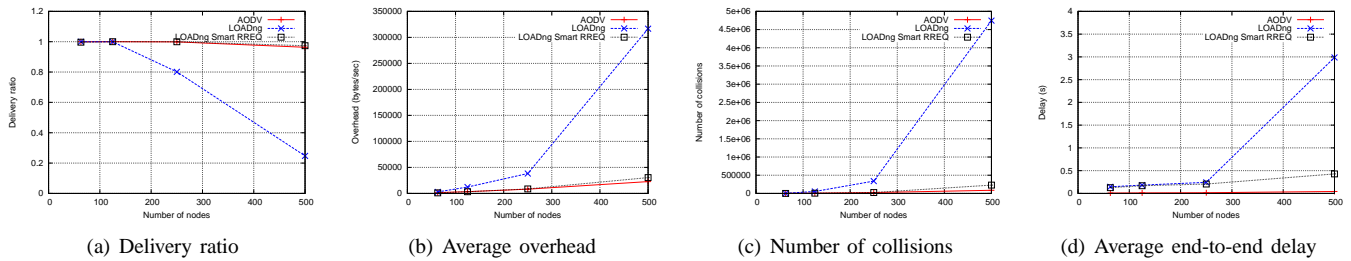 AODV
LOADng
LOADng Smart RREQ
1.2
1
0.8
0.6
0.4
0.2
0
0 100 200 300 400 500
Delivery ratio
Number of nodes
(a) Delivery ratio
AODV
LOADng
LOADng Smart RREQ
350000
300000
250000
200000
150000
100000
50000
0
0 100 200 300 400 500
Overhead (bytes/sec)
Number of nodes
(b) Average overhead
AODV
LOADng
LOADng Smart RREQ
5e+06
4.5e+06
4e+06
3.5e+06
3e+06
2.5e+06
2e+06
1.5e+06
1e+06
500000
0
0 100 200 300 400 500
Number of collisions
Number of nodes
(c) Number of collisions
AODV
LOADng
LOADng Smart RREQ
4
3.5
3
2.5
2
1.5
1
0.5
0
0 100 200 300 400 500
Delay (s)
Number of nodes
(d) Average end-to-end delay